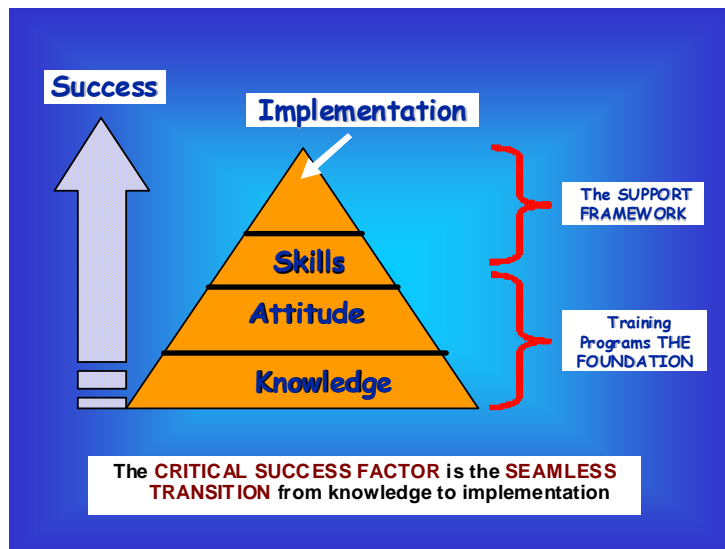 Success
Implementation
The SUPPORT
FRAMEWORK
Skills
Attitude
Training
Programs THE
FOUNDATION
Knowledge
The CRITICAL SUCCESS FACTOR is the SEAMLESS
TRANSITION from knowledge to implementation